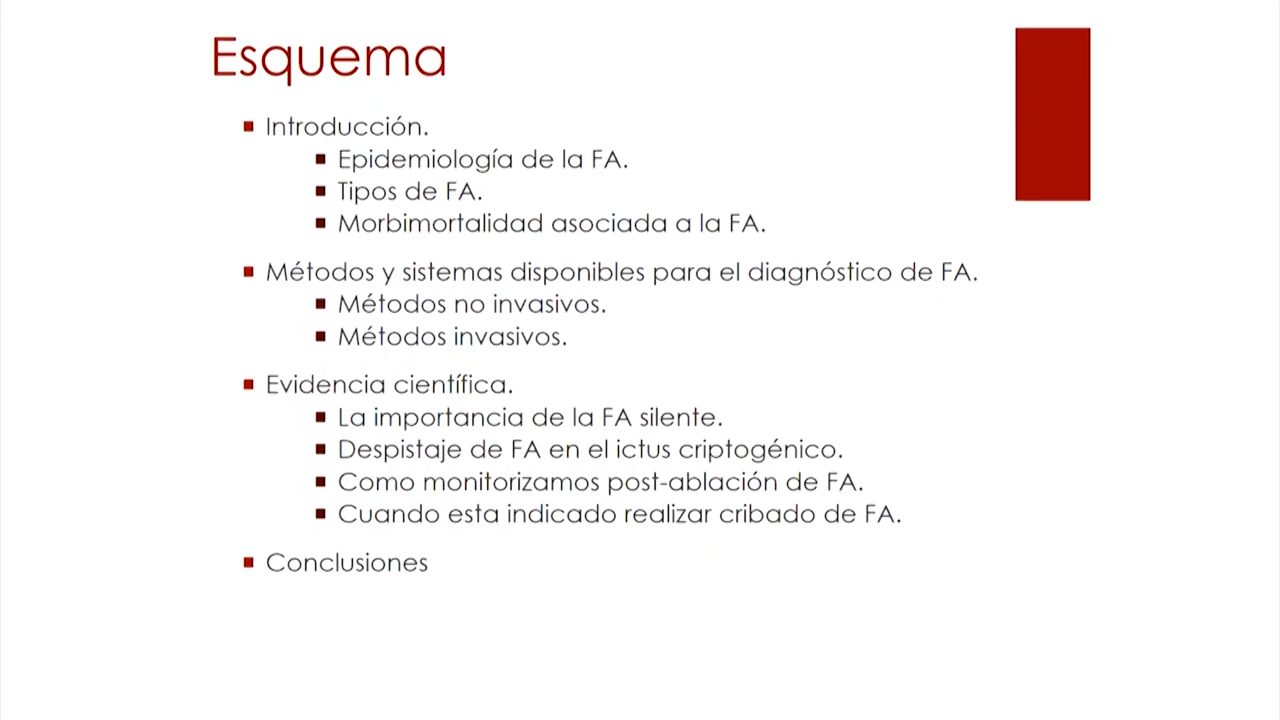 Esquema
Introducción.
Epidemiología de la FA.
Tipos de FA.
Morbimortalidad asociada a la FA.
Métodos y sistemas disponibles para el diagnóstico de FA.
Métodos no invasivos.
Métodos invasivos.
Evidencia científica.
La importancia de la FA silente.
Despistaje de FA en el ictus criptogénico.
Como monitorizamos post-ablación de FA.
Cuando esta indicado realizar cribado de FA.
Conclusiones